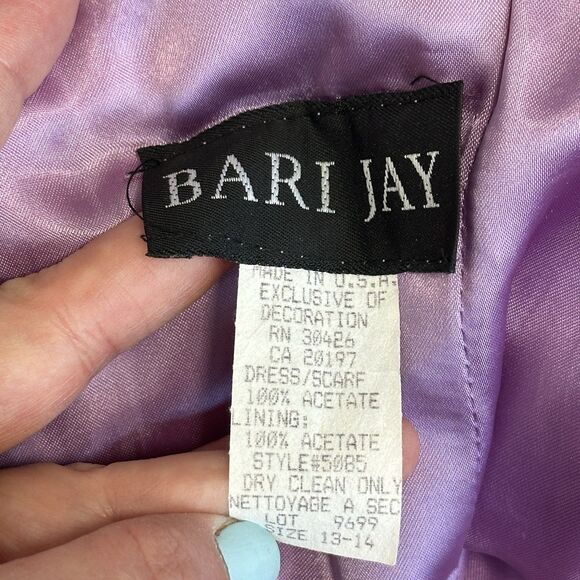 BARI JAY
MADE IN U.S.A.
EXCLUSIVE OF
DECORATION
RN 30426
CA 20197
DRESS/SCARF
100% ACETATE
LINING:
100% ACETATE
STYLE#5085
DRY CLEAN ONLY
NETTOYAGE A SEC
LOT 9699
SIZE 13-14